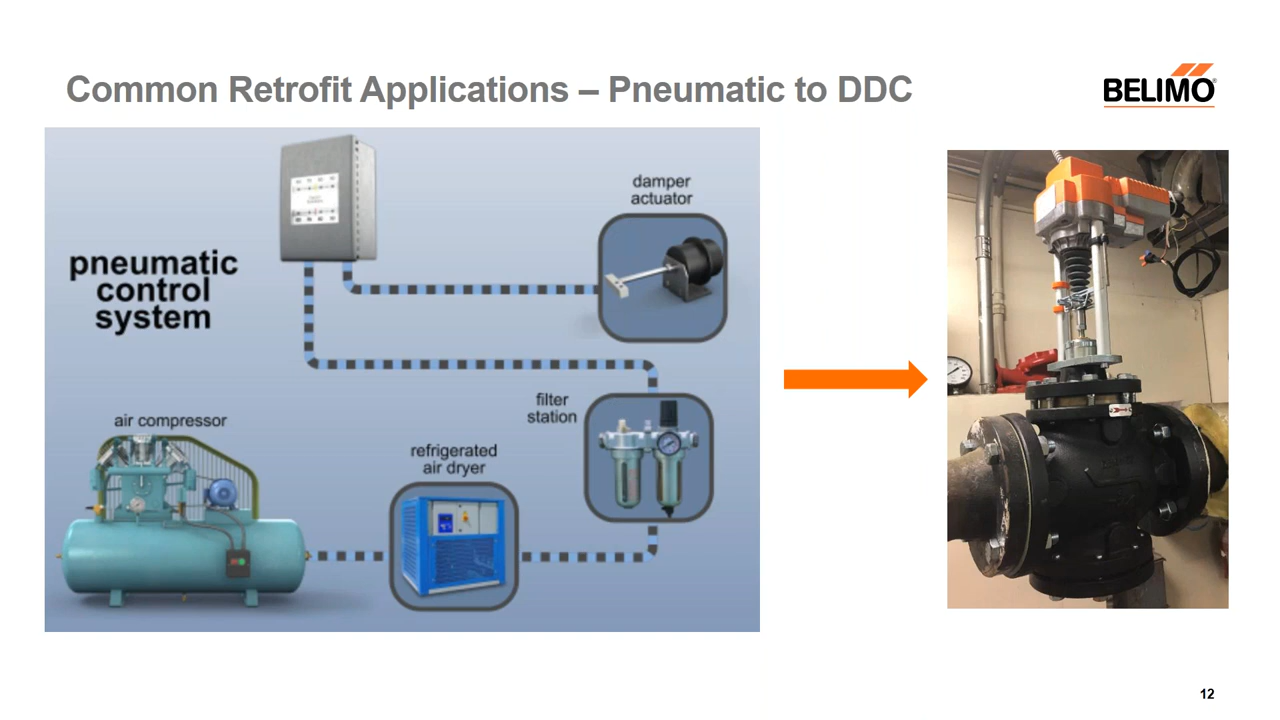 Common Retrofit Applications – Pneumatic to DDC
BELIMO
pneumatic
control
system
damper
actuator
filter
station
air compressor
refrigerated
air dryer
12